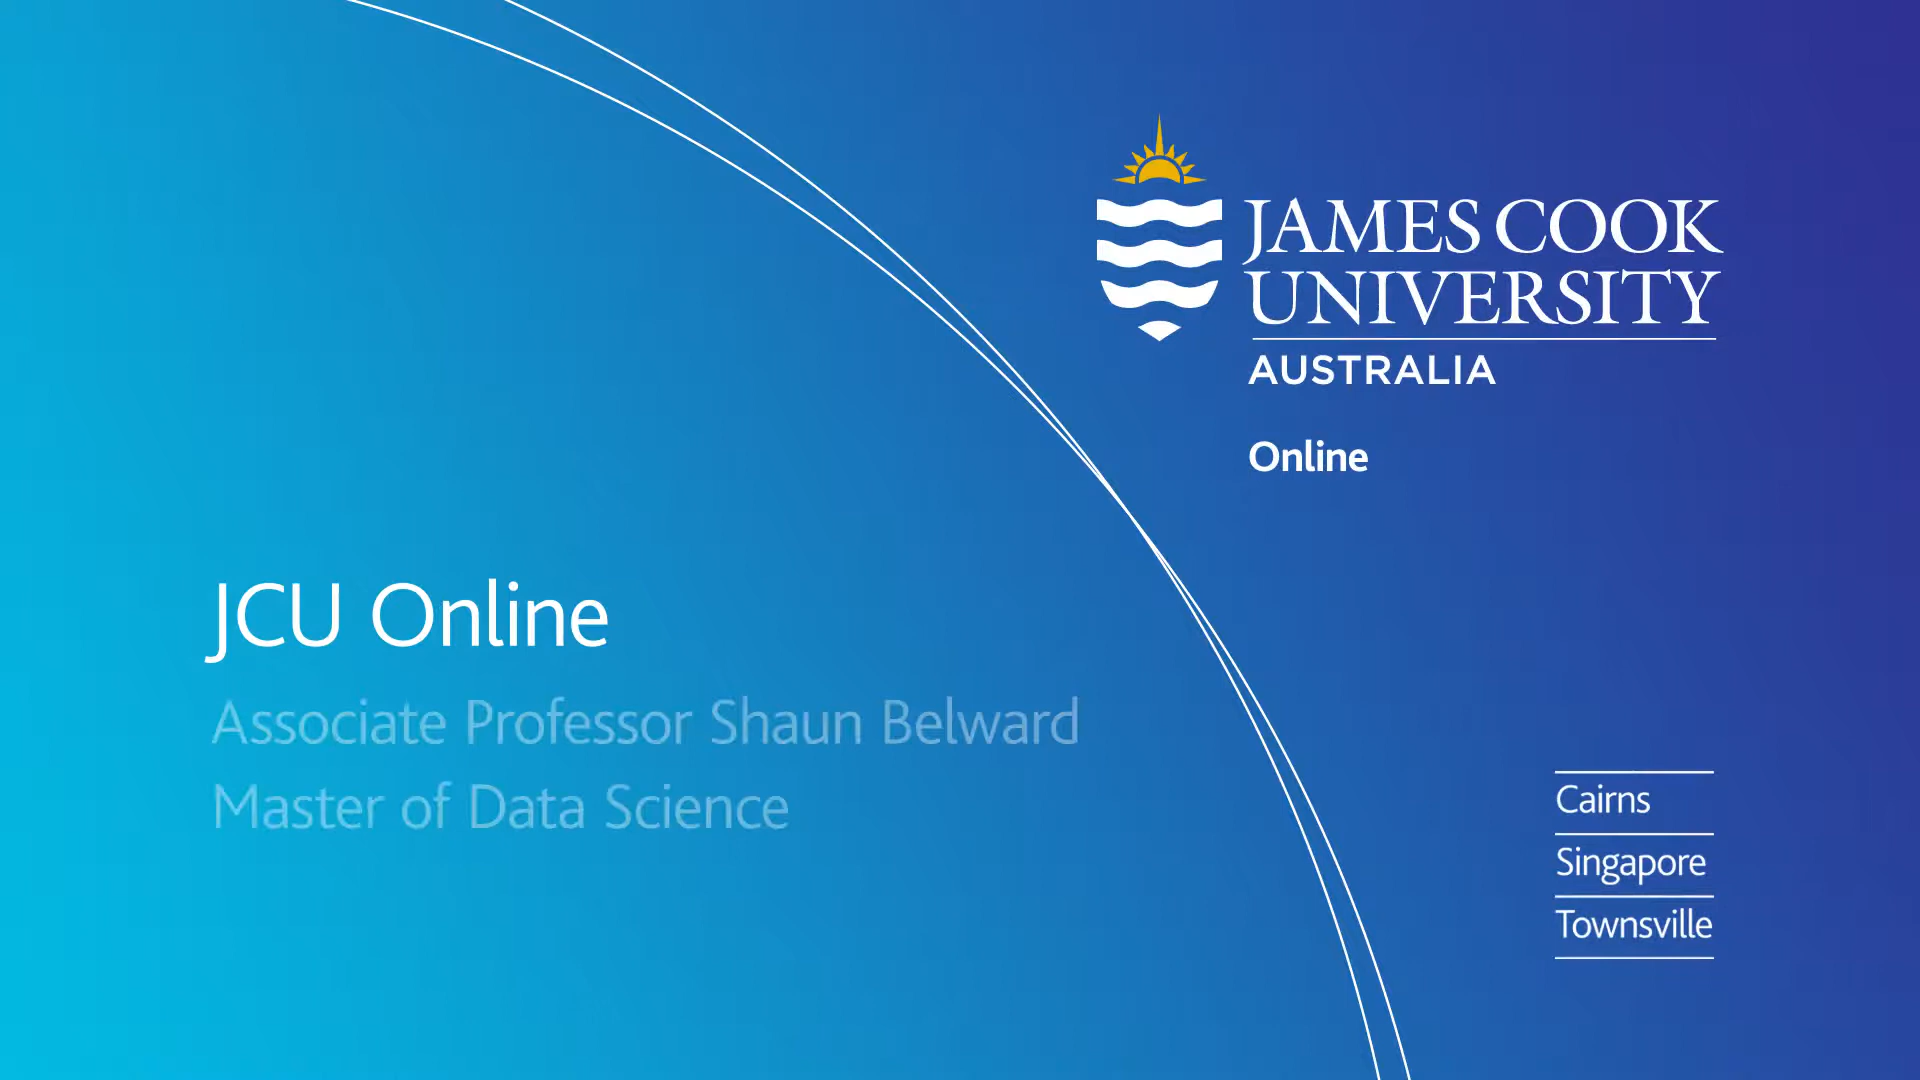 JAMES COOK
UNIVERSITY
AUSTRALIA
Online
JCU Online
Associate Professor Shaun Belward
Master of Data Science
Cairns
Singapore
Townsville